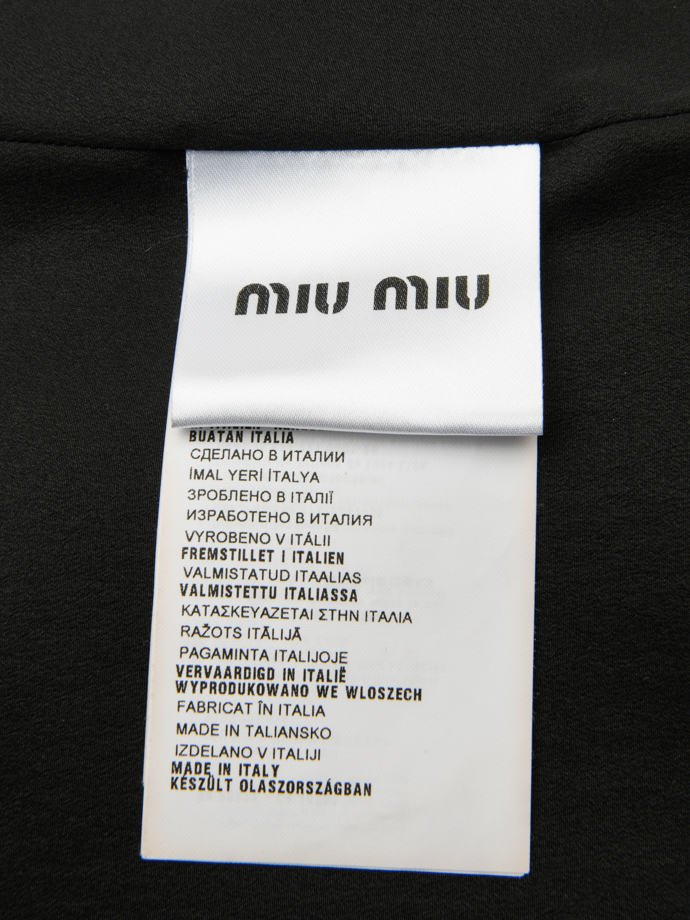 miu miu
BUATAN ITALIA
СДЕЛАНО В ИТАЛИИ
İMAL YERİ İTALYA
ЗРОБЛЕНО В ІТАЛІЇ
ИЗРАБОТЕНО В ИТАЛИЯ
VYROBENO V ITÁLII
FREMSTILLET I ITALIEN
VALMISTATUD ITAALIAS
VALMISTETTU ITALIASSA
ΚΑΤΑΣΚΕΥΑΖΕΤΑΙ ΣΤΗΝ ΙΤΑΛΙΑ
RAŽOTS ITĀLIJĀ
PAGAMINTA ITALIJOJE
VERVAARDIGD IN ITALIË
WYPRODUKOWANO WE WLOSZECH
FABRICAT ÎN ITALIA
MADE IN TALIANSKO
IZDELANO V ITALIJI
MADE IN ITALY
KÉSZÜLT OLASZORSZÁGBAN